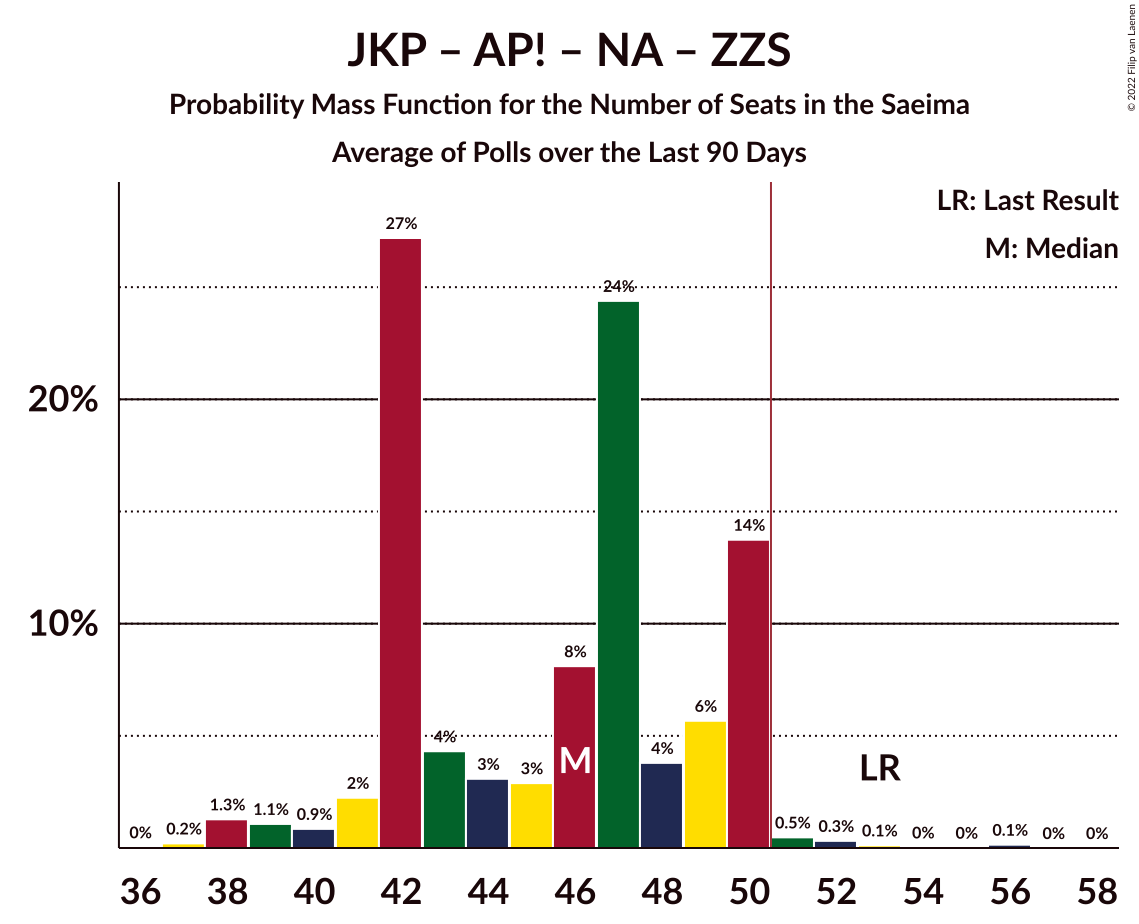 JKP – AP! – NA – ZZS
Probability Mass Function for the Number of Seats in the Saeima
Average of Polls over the Last 90 Days
© 2022 Filip van Laenen
LR: Last Result
M: Median
20%
10%
0%
0.2%
1.3%
1.1%
0.9%
2%
27%
4%
3%
3%
8%
24%
4%
6%
14%
0.5%
0.3%
0.1%
0%
0%
0.1%
0%
0%
M
LR
36 38 40 42 44 46 48 50 52 54 56 58